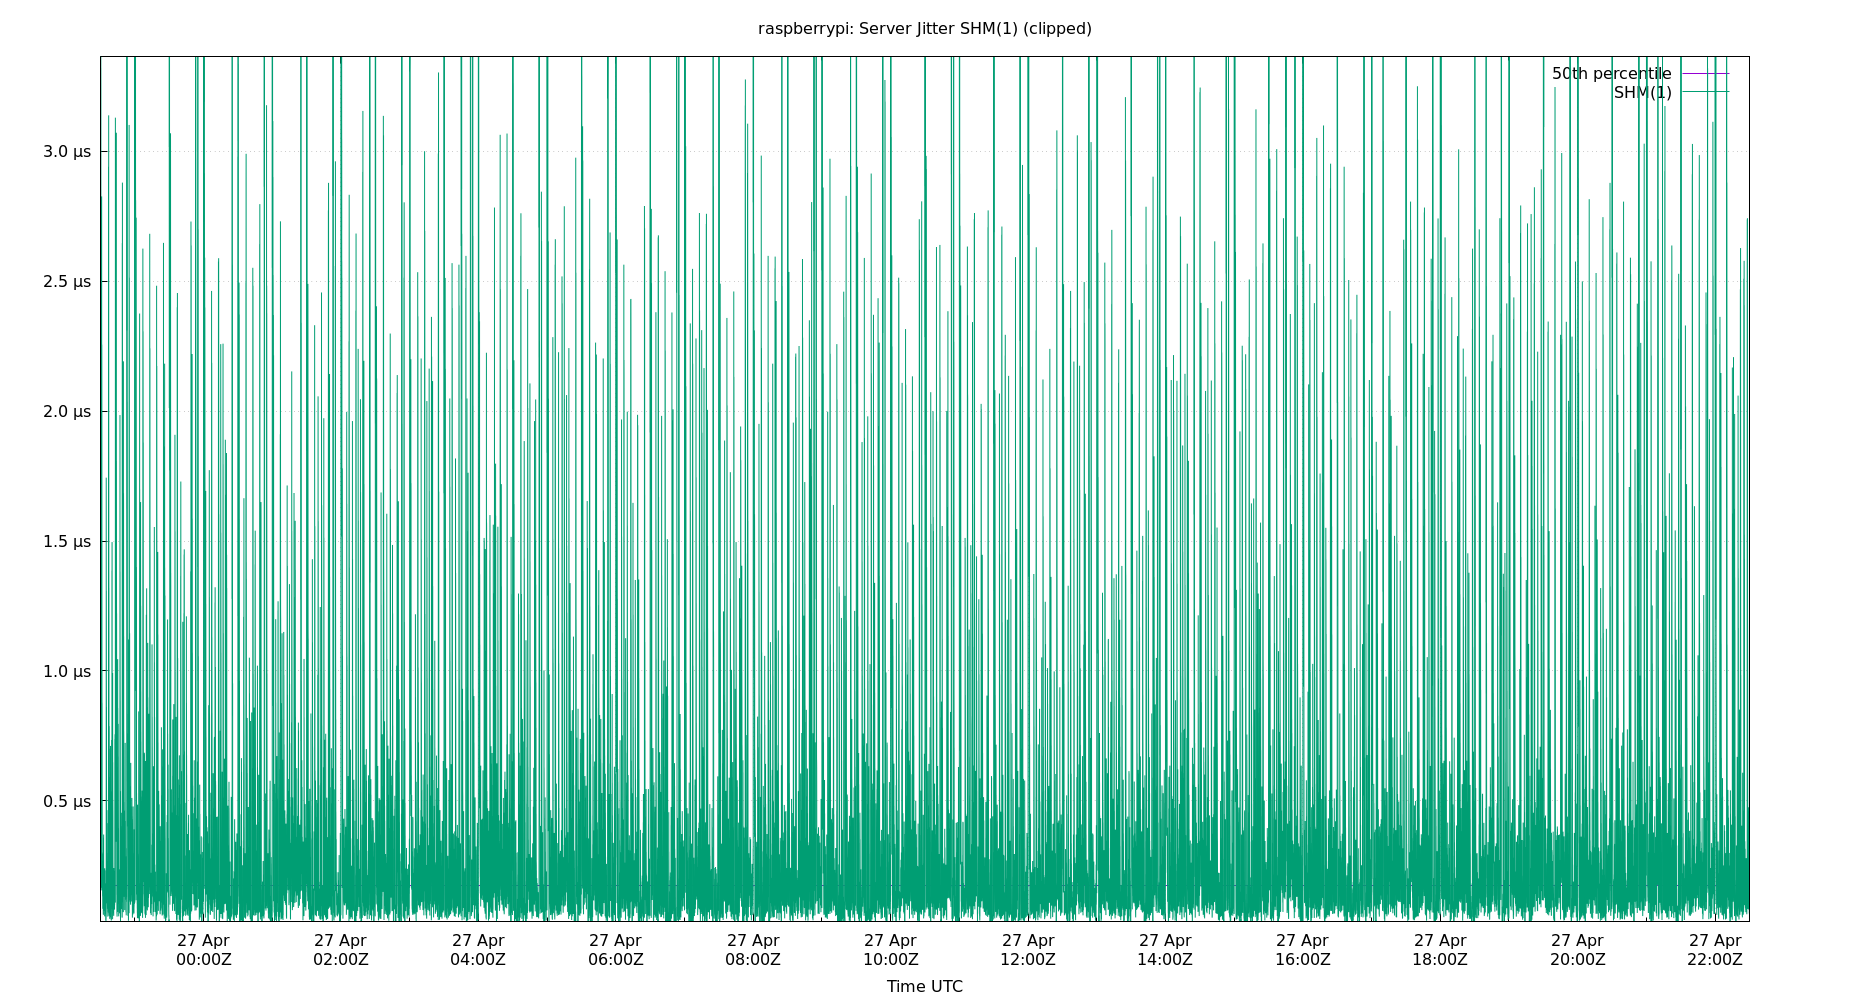 raspberrypi: Server Jitter SHM(1) (clipped)
50th percentile
SHM(1)
3.0 µs
2.5 µs
2.0 µs
1.5 µs
1.0 µs
0.5 µs
27 Apr 27 Apr 27 Apr 27 Apr 27 Apr 27 Apr 27 Apr 27 Apr 27 Apr 27 Apr 27 Apr 27 Apr
00:00Z 02:00Z 04:00Z 06:00Z 08:00Z 10:00Z 12:00Z 14:00Z 16:00Z 18:00Z 20:00Z 22:00Z
Time UTC